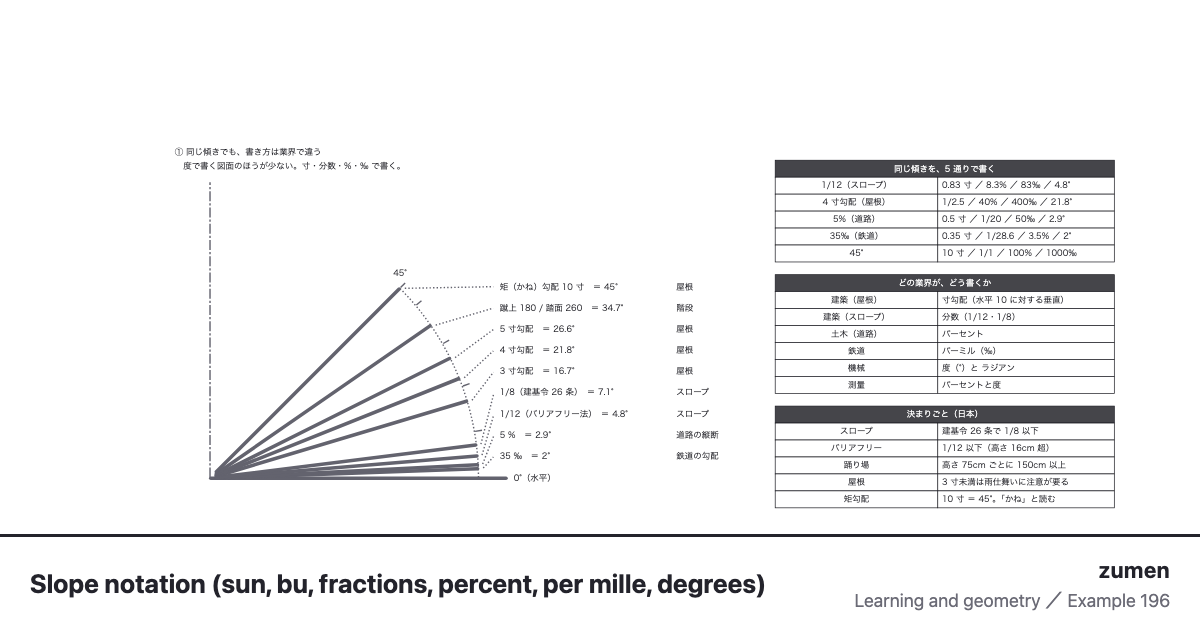 ① 同じ傾きでも、書き方は業界で違う
度で書く図面のほうが少ない。寸・分数・%・‰ で書く。
45°
矩（かね）勾配 10 寸 ＝ 45° 屋根
蹴上 180 / 踏面 260 ＝ 34.7° 階段
5 寸勾配 ＝ 26.6° 屋根
4 寸勾配 ＝ 21.8° 屋根
3 寸勾配 ＝ 16.7° 屋根
1/8（建基令 26 条） ＝ 7.1° スロープ
1/12（バリアフリー法） ＝ 4.8° スロープ
5 % ＝ 2.9° 道路の縦断
35 ‰ ＝ 2° 鉄道の勾配
0°（水平）
同じ傾きを、5 通りで書く
1/12（スロープ） 0.83 寸 ／ 8.3% ／ 83‰ ／ 4.8°
4 寸勾配（屋根） 1/2.5 ／ 40% ／ 400‰ ／ 21.8°
5%（道路） 0.5 寸 ／ 1/20 ／ 50‰ ／ 2.9°
35‰（鉄道） 0.35 寸 ／ 1/28.6 ／ 3.5% ／ 2°
45° 10 寸 ／ 1/1 ／ 100% ／ 1000‰
どの業界が、どう書くか
建築（屋根） 寸勾配（水平 10 に対する垂直）
建築（スロープ） 分数（1/12・1/8）
土木（道路） パーセント
鉄道 パーミル（‰）
機械 度（°）と ラジアン
測量 パーセントと度
決まりごと（日本）
スロープ 建基令 26 条で 1/8 以下
バリアフリー 1/12 以下（高さ 16cm 超）
踊り場 高さ 75cm ごとに 150cm 以上
屋根 3 寸未満は雨仕舞いに注意が要る
矩勾配 10 寸 ＝ 45°。「かね」と読む
Slope notation (sun, bu, fractions, percent, per mille, degrees)
zumen
Learning and geometry ／ Example 196